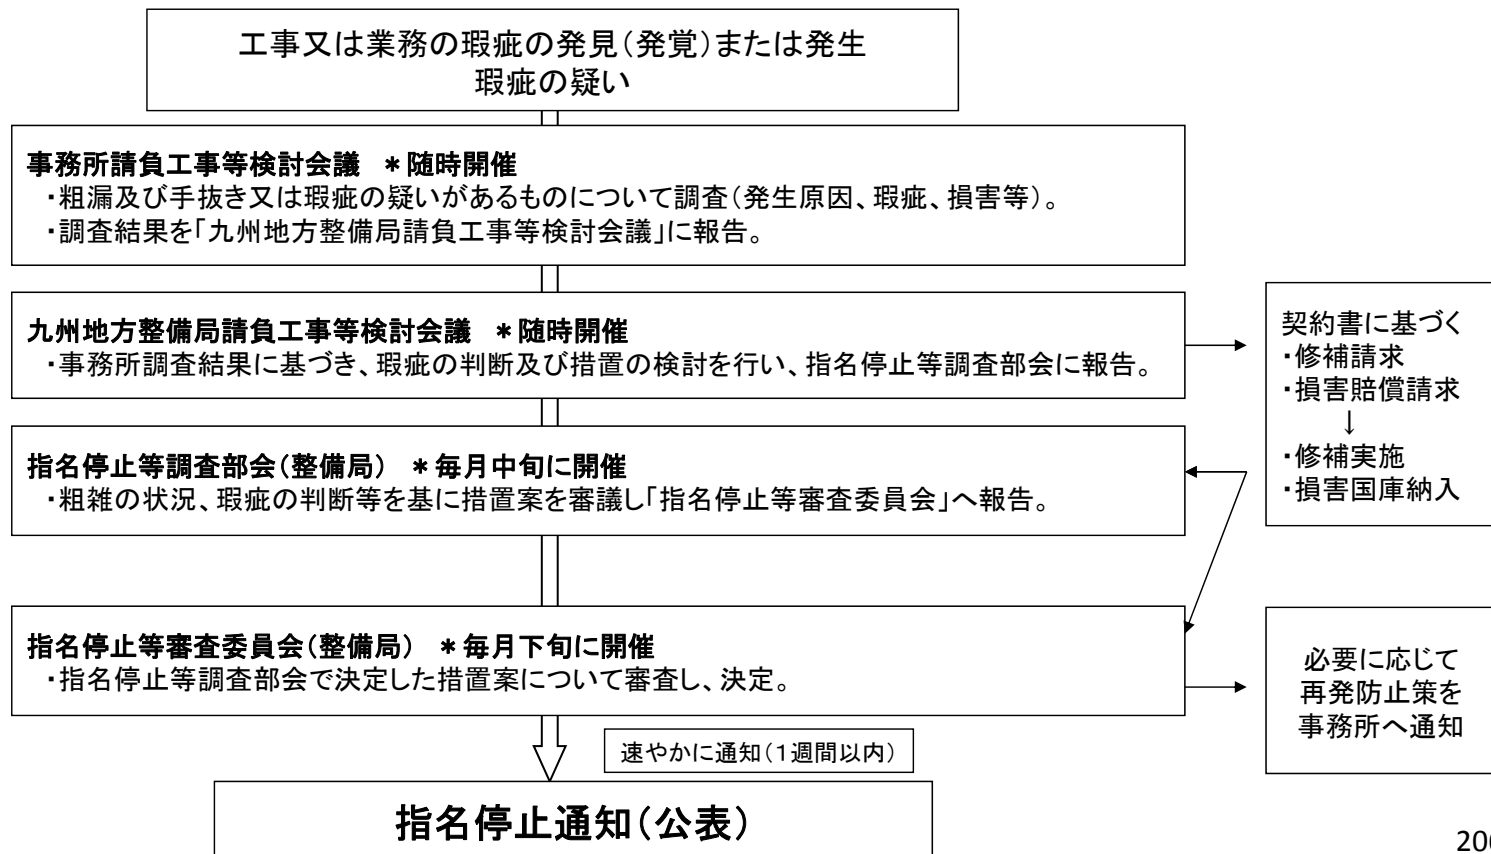 工事又は業務の瑕疵の発見（発覚）または発生
瑕疵の疑い
事務所請負工事等検討会議　＊随時開催
・粗漏及び手抜き又は瑕疵の疑いがあるものについて調査（発生原因、瑕疵、損害等）。
・調査結果を「九州地方整備局請負工事等検討会議」に報告。
九州地方整備局請負工事等検討会議　＊随時開催
・事務所調査結果に基づき、瑕疵の判断及び措置の検討を行い、指名停止等調査部会に報告。
契約書に基づく
・修補請求
・損害賠償請求
↓
・修補実施
・損害国庫納入
指名停止等調査部会（整備局）　＊毎月中旬に開催
・粗雑の状況、瑕疵の判断等を基に措置案を審議し「指名停止等審査委員会」へ報告。
指名停止等審査委員会（整備局）　＊毎月下旬に開催
・指名停止等調査部会で決定した措置案について審査し、決定。
必要に応じて
再発防止策を
事務所へ通知
速やかに通知（１週間以内）
指名停止通知（公表）